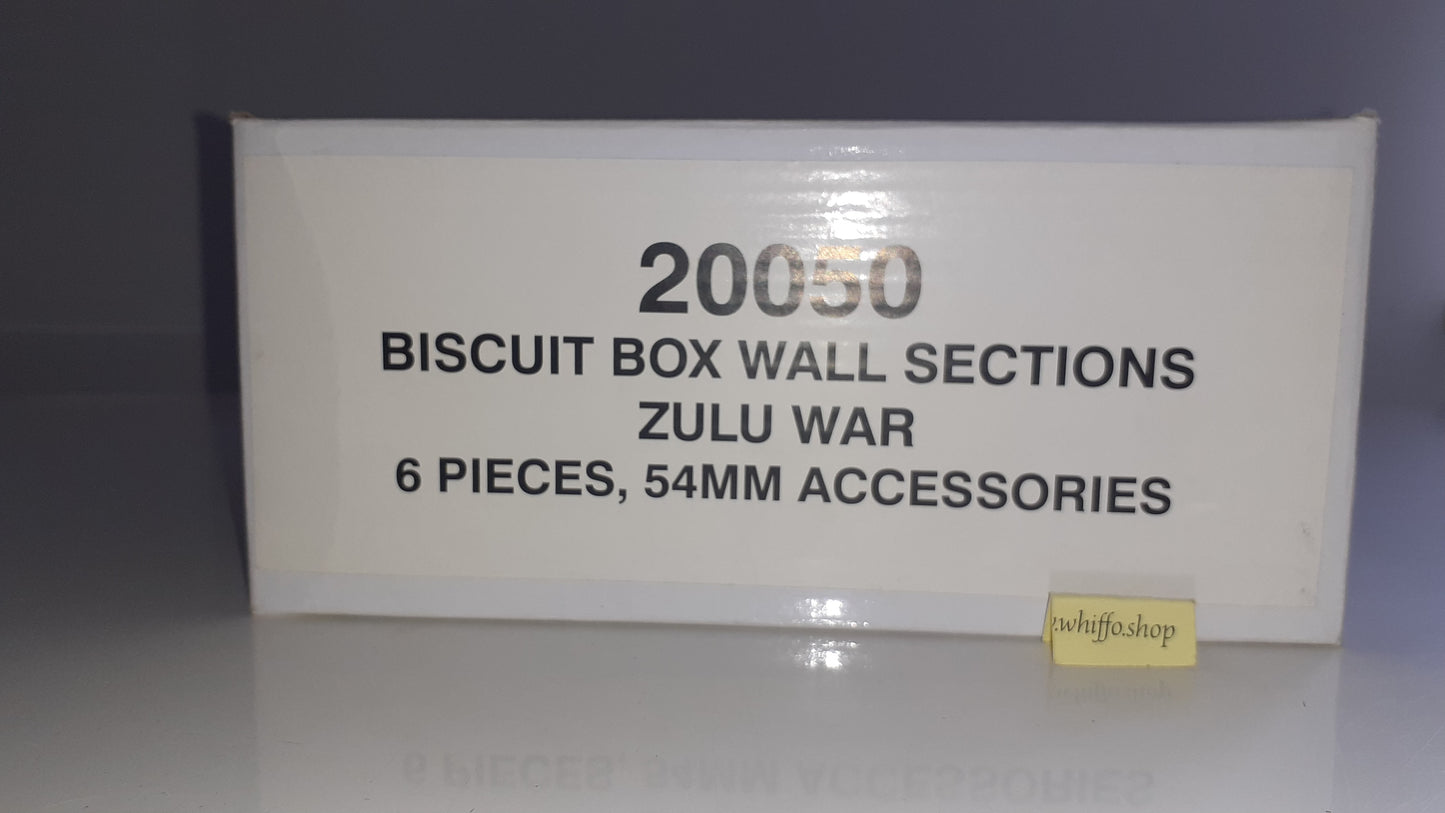 20050
BISCUIT BOX WALL SECTIONS
ZULU WAR
6 PIECES, 54MM ACCESSORIES
.whiffo.shop